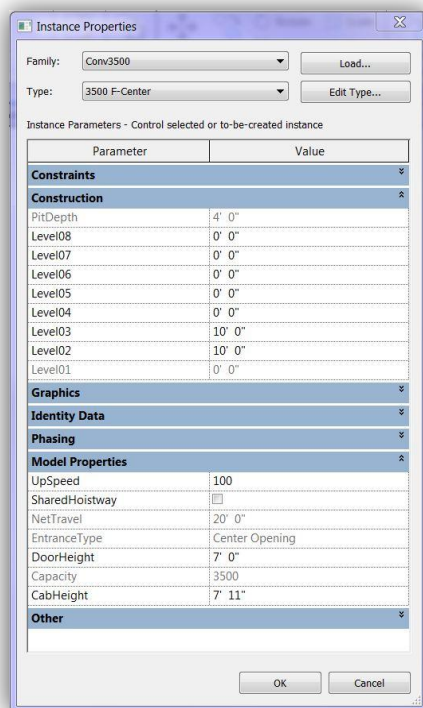 Instance Properties
Family: Conv3500 Load...
Type: 3500 F-Center Edit Type...
Instance Parameters - Control selected or to-be-created instance
Parameter Value
Constraints
Construction
PitDepth 4' 0"
Level08 0' 0"
Level07 0' 0"
Level06 0' 0"
Level05 0' 0"
Level04 0' 0"
Level03 10' 0"
Level02 10' 0"
Level01 0' 0"
Graphics
Identity Data
Phasing
Model Properties
UpSpeed 100
SharedHoistway
NetTravel 20' 0"
EntranceType Center Opening
DoorHeight 7' 0"
Capacity 3500
CabHeight 7' 11"
Other
OK Cancel